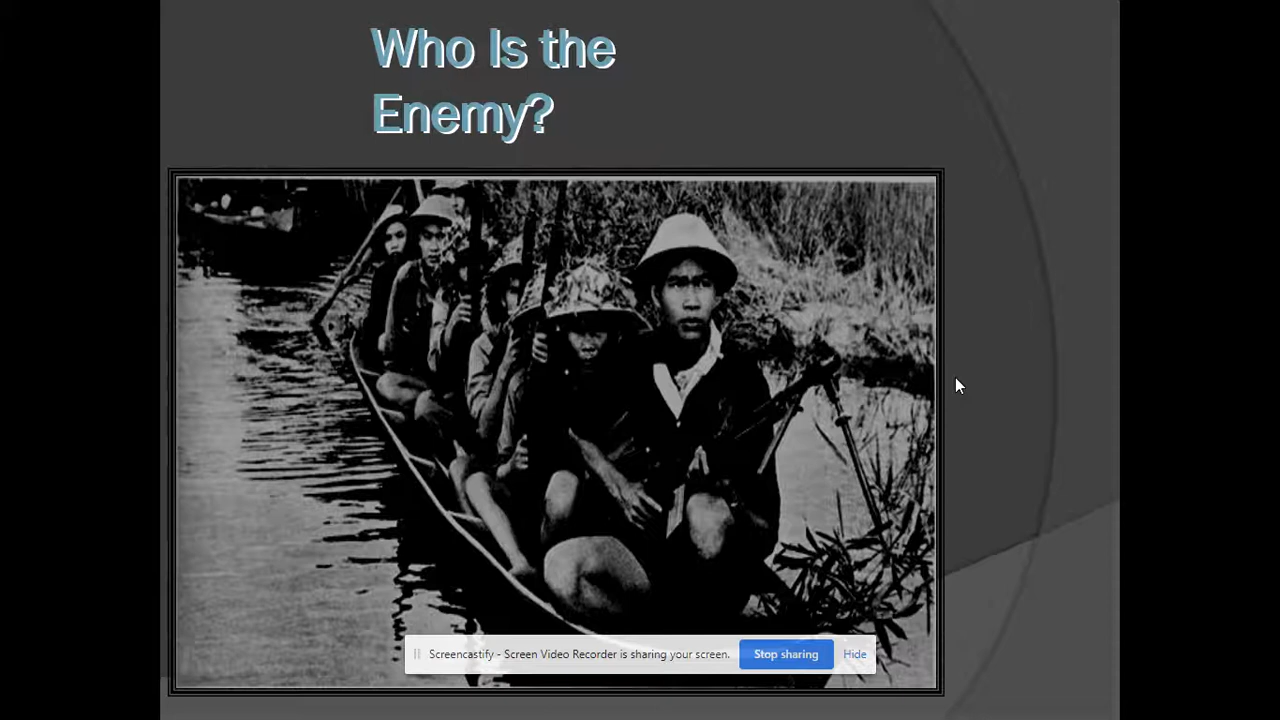 Who Is the
Enemy?
Screencastify - Screen Video Recorder is sharing your screen.
Stop sharing
Hide